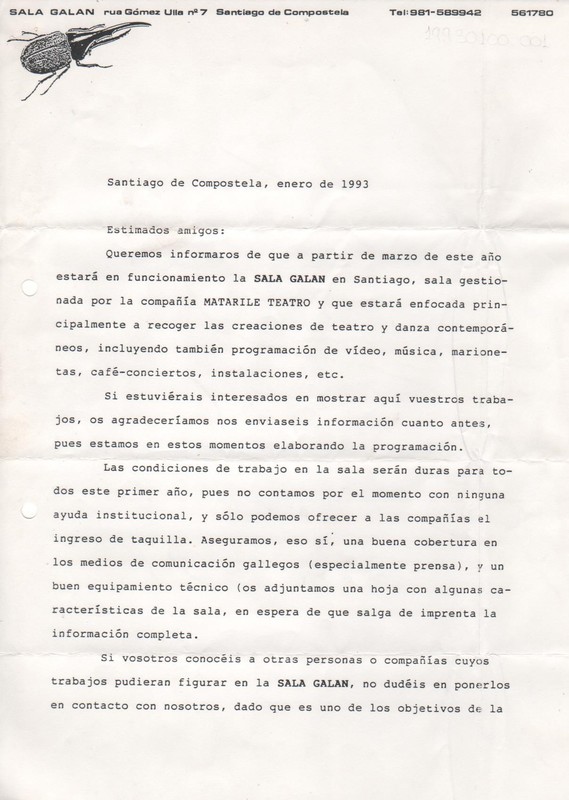 SALA GALAN rua Gómez Ulla nº 7 Santiago de Compostela Tel: 981-589942 561780
Santiago de Compostela, enero de 1993
Estimados amigos:
Queremos informaros de que a partir de marzo de este año
estará en funcionamiento la SALA GALAN en Santiago, sala gestio-
nada por la compañía MATARILE TEATRO y que estará enfocada prin-
cipalmente a recoger las creaciones de teatro y danza contemporá-
neos, incluyendo también programación de vídeo, música, marione-
tas, café-conciertos, instalaciones, etc.
Si estuviérais interesados en mostrar aquí vuestros traba-
jos, os agradeceríamos nos enviaseis información cuanto antes,
pues estamos en estos momentos elaborando la programación.
Las condiciones de trabajo en la sala serán duras para to-
dos este primer año, pues no contamos por el momento con ninguna
ayuda institucional, y sólo podemos ofrecer a las compañías el
ingreso de taquilla. Aseguramos, eso sí, una buena cobertura en
los medios de comunicación gallegos (especialmente prensa), y un
buen equipamiento técnico (os adjuntamos una hoja con algunas ca-
racterísticas de la sala, en espera de que salga de imprenta la
información completa.
Si vosotros conocéis a otras personas o compañías cuyos
trabajos pudieran figurar en la SALA GALAN, no dudéis en ponerlos
en contacto con nosotros, dado que es uno de los objetivos de la